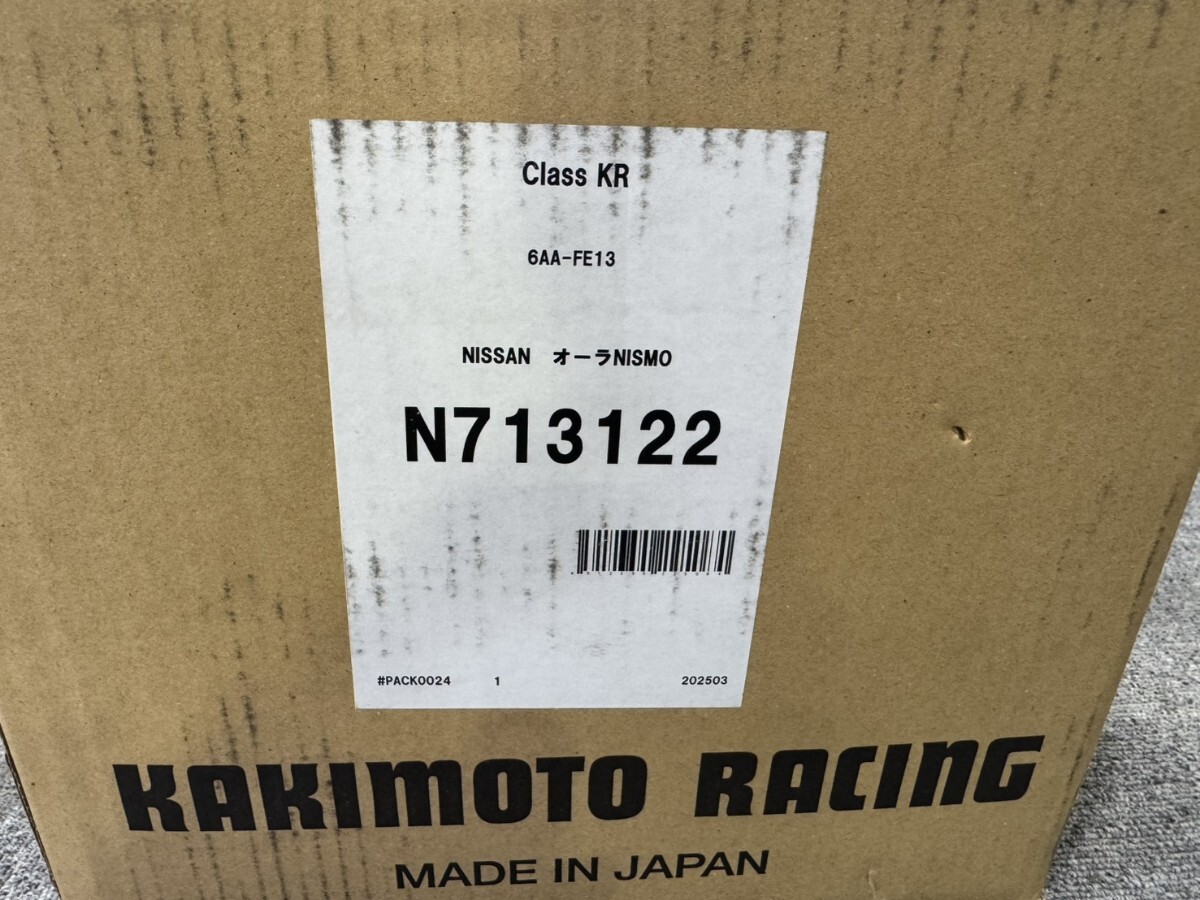 Class KR
6AA-FE13
NISSAN オーラNISMO
N713122
#PACK0024 1 202503
KAKIMOTO RACING
MADE IN JAPAN